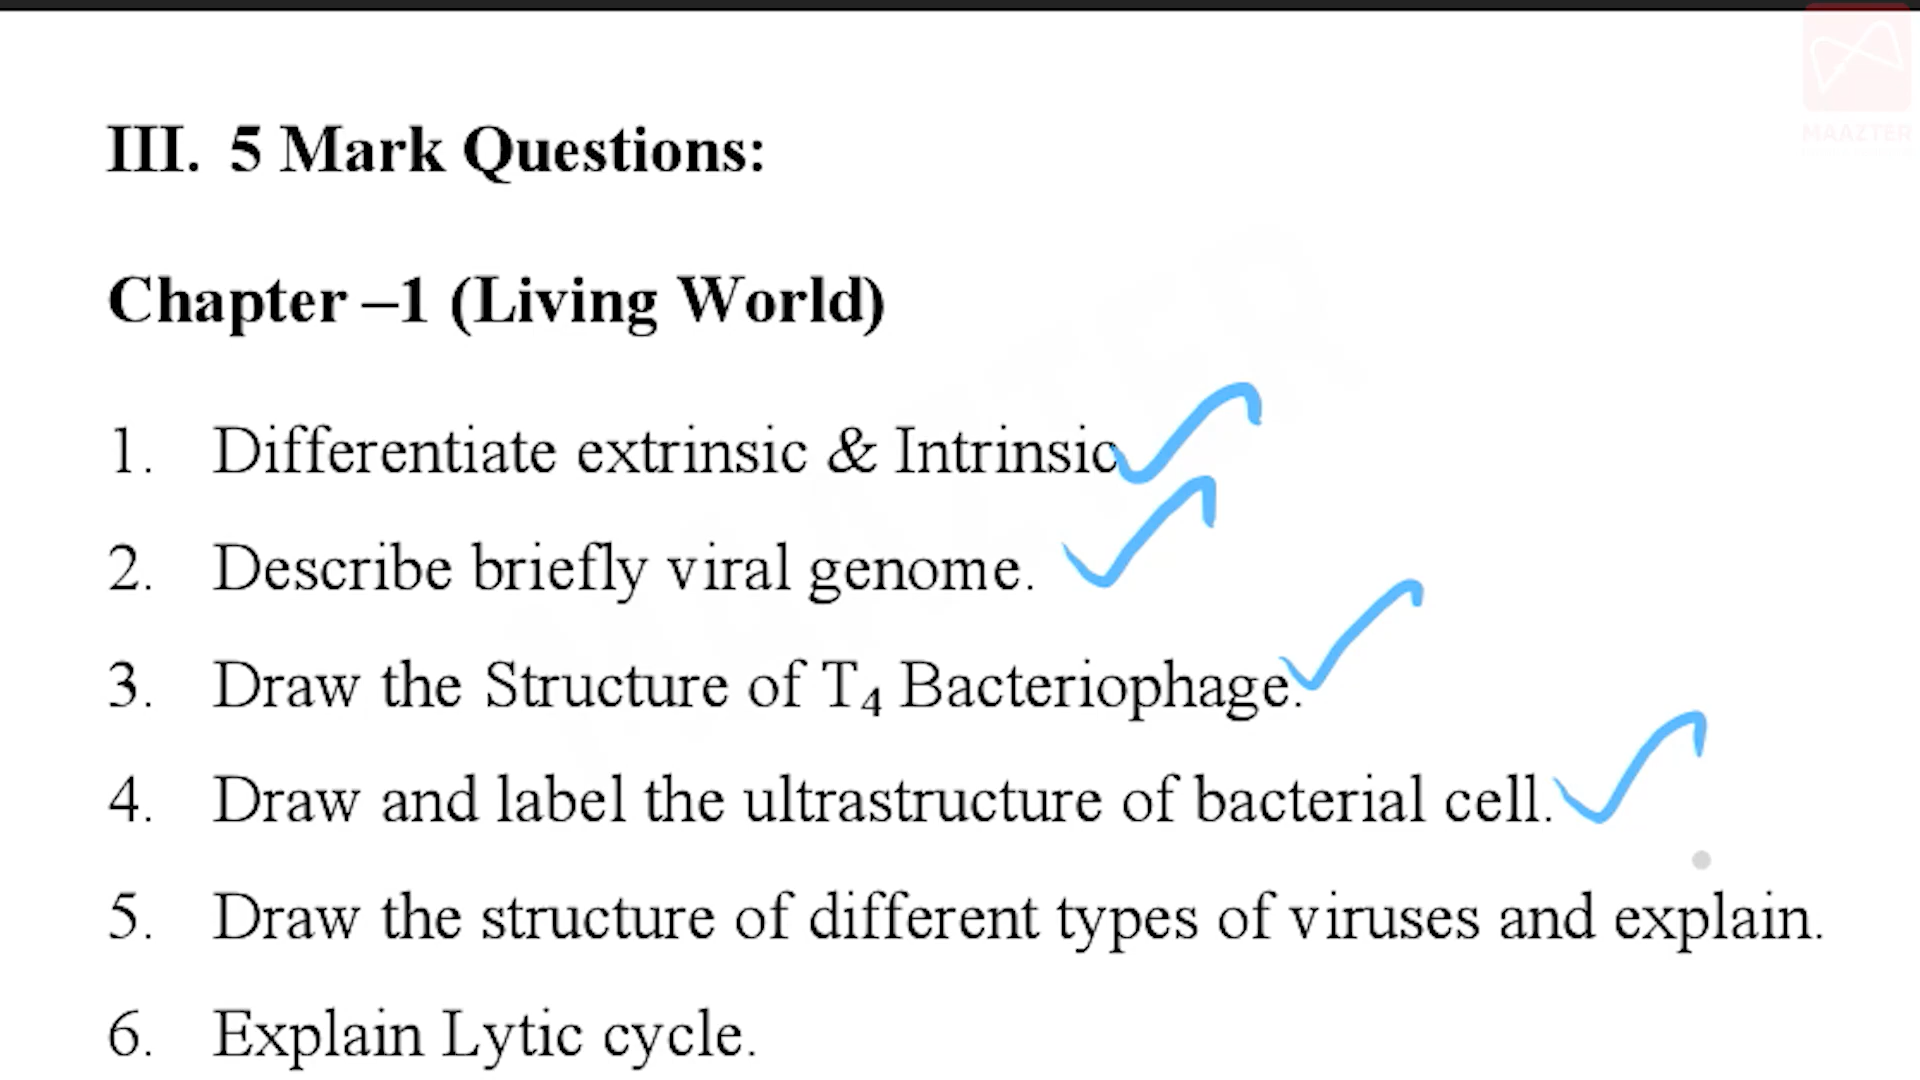 MAAZTER
III. 5 Mark Questions:
Chapter –1 (Living World)
1. Differentiate extrinsic & Intrinsic
2. Describe briefly viral genome.
3. Draw the Structure of T₄ Bacteriophage.
4. Draw and label the ultrastructure of bacterial cell.
5. Draw the structure of different types of viruses and explain.
6. Explain Lytic cycle.